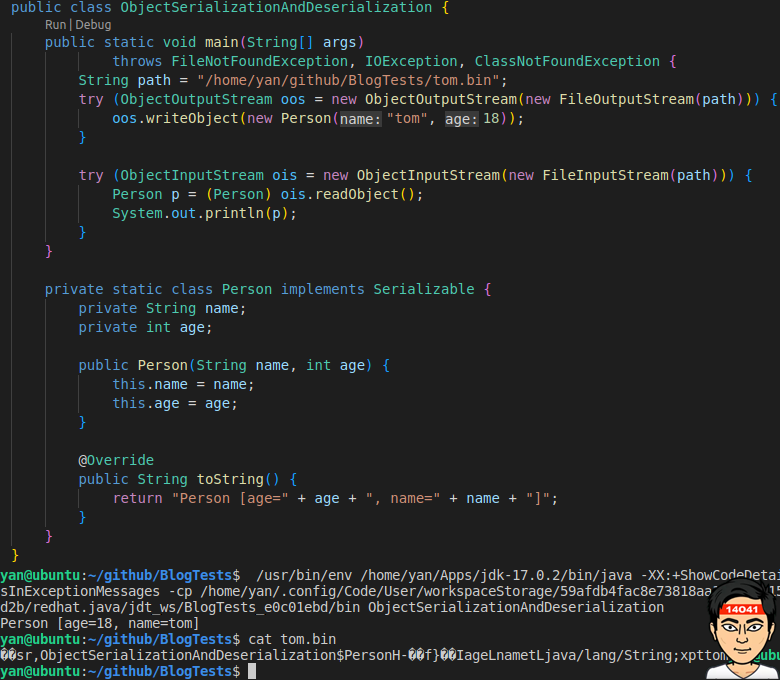 public class ObjectSerializationAndDeserialization {
Run | Debug
public static void main(String[] args)
throws FileNotFoundException, IOException, ClassNotFoundException {
String path = "/home/yan/github/BlogTests/tom.bin";
try (ObjectOutputStream oos = new ObjectOutputStream(new FileOutputStream(path))) {
oos.writeObject(new Person(name: "tom", age: 18));
}
try (ObjectInputStream ois = new ObjectInputStream(new FileInputStream(path))) {
Person p = (Person) ois.readObject();
System.out.println(p);
}
}
private static class Person implements Serializable {
private String name;
private int age;
public Person(String name, int age) {
this.name = name;
this.age = age;
}
@Override
public String toString() {
return "Person [age=" + age + ", name=" + name + "]";
}
}
}
yan@ubuntu:~/github/BlogTests$  /usr/bin/env /home/yan/Apps/jdk-17.0.2/bin/java -XX:+ShowCodeDetai
sInExceptionMessages -cp /home/yan/.config/Code/User/workspaceStorage/59afdb4fac8e73818aa
d2b/redhat.java/jdt_ws/BlogTests_e0c01ebd/bin ObjectSerializationAndDeserialization
Person [age=18, name=tom]
yan@ubuntu:~/github/BlogTests$ cat tom.bin
��sr,ObjectSerializationAndDeserialization$PersonH-��f}��IageLnametLjava/lang/String;xpttom
yan@ubuntu:~/github/BlogTests$
14041